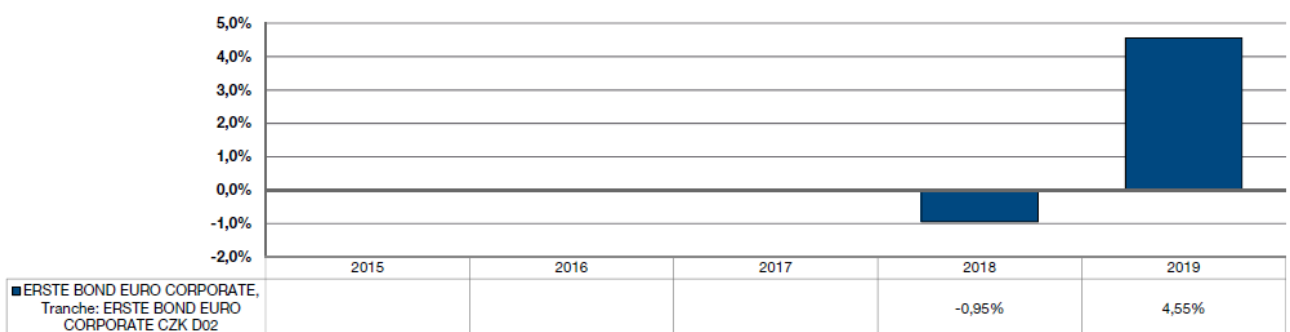 5,0%
4,0%
3,0%
2,0%
1,0%
0,0%
-1,0%
-2,0%
2015 2016 2017 2018 2019
ERSTE BOND EURO CORPORATE,
Tranche: ERSTE BOND EURO
CORPORATE CZK D02
-0,95% 4,55%